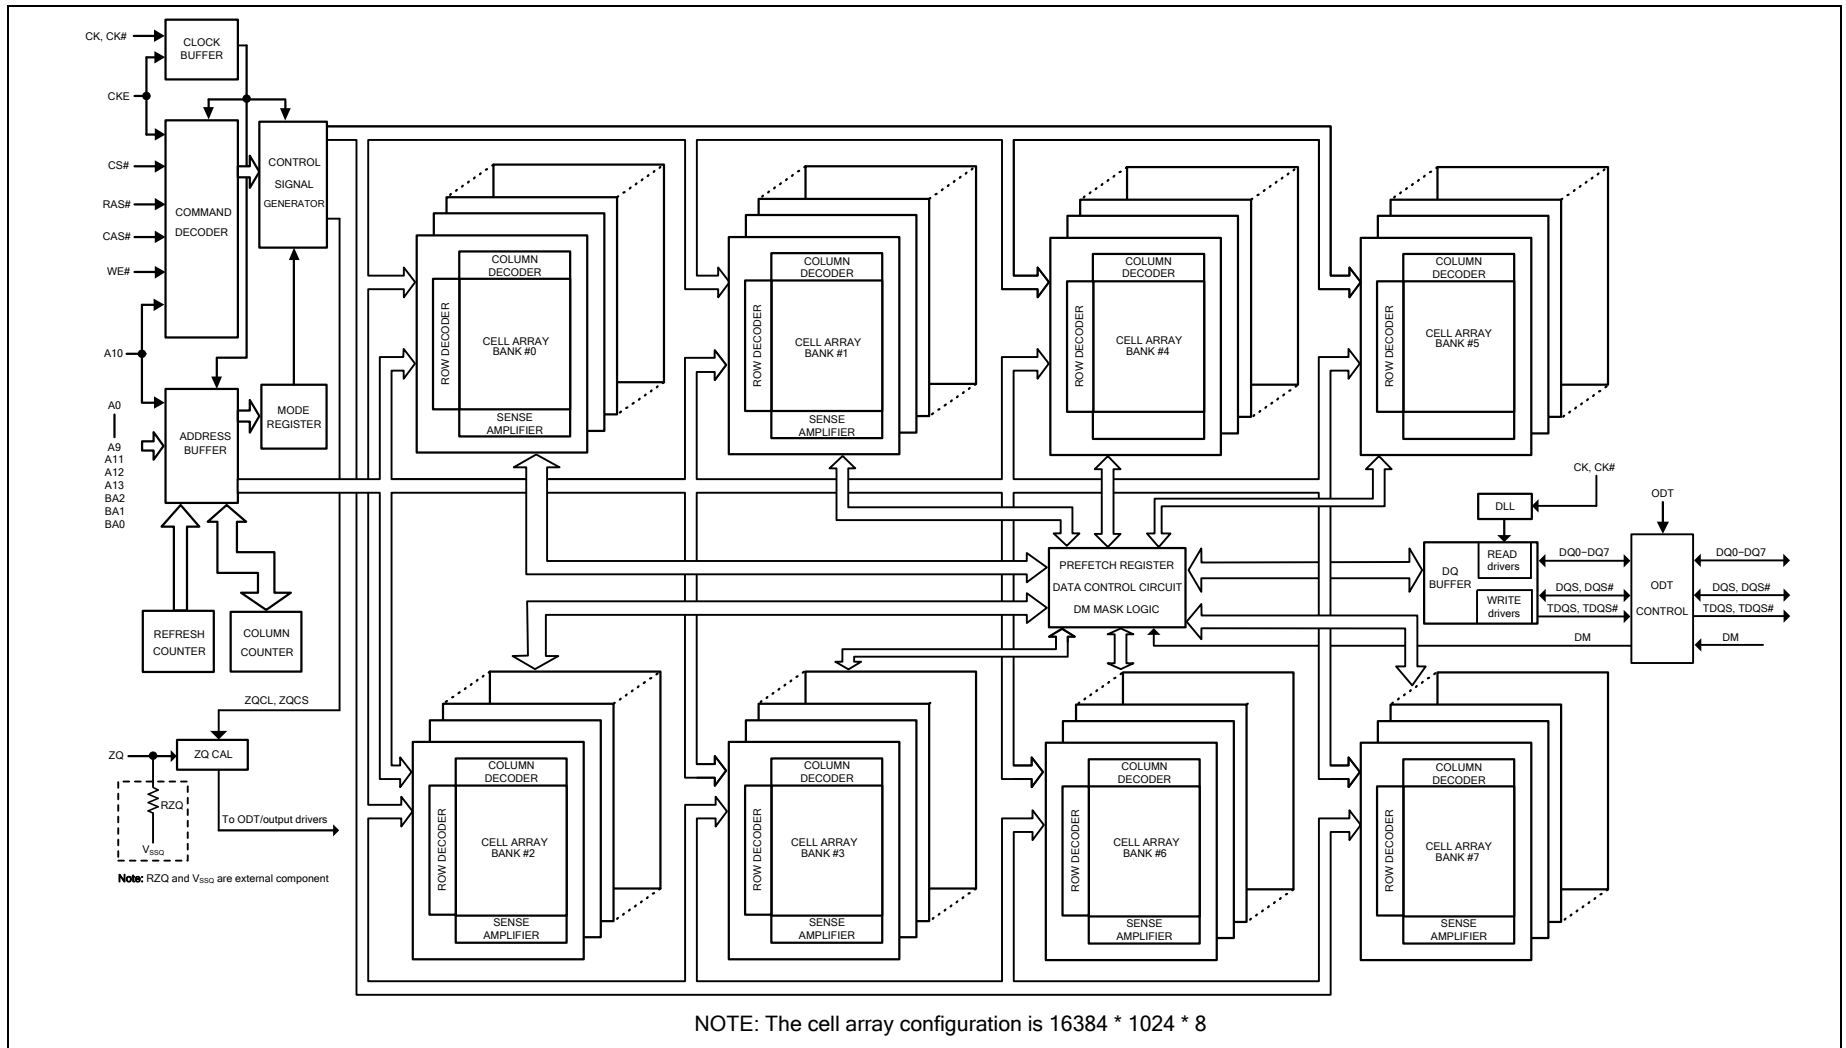 CK, CK#
CLOCK
BUFFER
CKE
CS#
RAS#
CAS#
WE#
COMMAND
DECODER
CONTROL
SIGNAL
GENERATOR
A10
A0
A9
A11
A12
A13
BA2
BA1
BA0
ADDRESS
BUFFER
MODE
REGISTER
REFRESH
COUNTER
COLUMN
COUNTER
ZQCL, ZQCS
ZQ
ZQ CAL
RZQ
VSSQ
To ODT/output drivers
Note: RZQ and VSSQ are external component
COLUMN
DECODER
ROW DECODER
CELL ARRAY
BANK #0
SENSE
AMPLIFIER
COLUMN
DECODER
ROW DECODER
CELL ARRAY
BANK #1
SENSE
AMPLIFIER
COLUMN
DECODER
ROW DECODER
CELL ARRAY
BANK #4
COLUMN
DECODER
ROW DECODER
CELL ARRAY
BANK #5
PREFETCH REGISTER
DATA CONTROL CIRCUIT
DM MASK LOGIC
CK, CK#
DLL
ODT
DQ
BUFFER
READ
drivers
WRITE
drivers
DQ0−DQ7
DQS, DQS#
TDQS, TDQS#
DM
ODT
CONTROL
DQ0−DQ7
DQS, DQS#
TDQS, TDQS#
DM
COLUMN
DECODER
ROW DECODER
CELL ARRAY
BANK #2
SENSE
AMPLIFIER
COLUMN
DECODER
ROW DECODER
CELL ARRAY
BANK #3
SENSE
AMPLIFIER
COLUMN
DECODER
ROW DECODER
CELL ARRAY
BANK #6
SENSE
AMPLIFIER
COLUMN
DECODER
ROW DECODER
CELL ARRAY
BANK #7
SENSE
AMPLIFIER
NOTE: The cell array configuration is 16384 * 1024 * 8